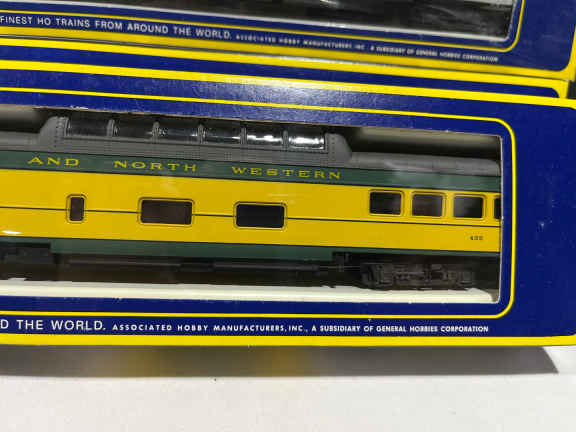 FINEST HO TRAINS FROM AROUND THE WORLD. ASSOCIATED HOBBY MANUFACTURERS, INC. A SUBSIDIARY OF GENERAL HOBBIES CORPORATION
AND NORTH WESTERN
D THE WORLD. ASSOCIATED HOBBY MANUFACTURERS, INC., A SUBSIDIARY OF GENERAL HOBBIES CORPORATION